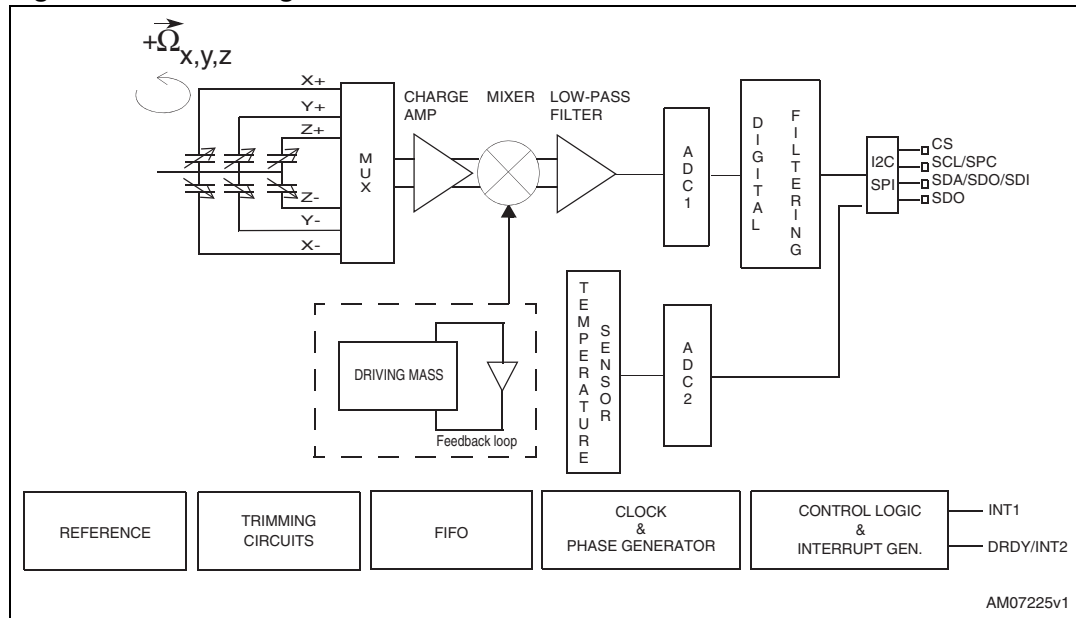 +Ω→x,y,z
X+
Y+
Z+
Z-
Y-
X-
MUX
CHARGE
AMP
MIXER
LOW-PASS
FILTER
ADC1
DIGITAL
FILTERING
I2C
SPI
CS
SCL/SPC
SDA/SDO/SDI
SDO
DRIVING MASS
Feedback loop
TEMPERATURE
SENSOR
ADC2
REFERENCE
TRIMMING
CIRCUITS
FIFO
CLOCK
&
PHASE GENERATOR
CONTROL LOGIC
&
INTERRUPT GEN.
INT1
DRDY/INT2
AM07225v1